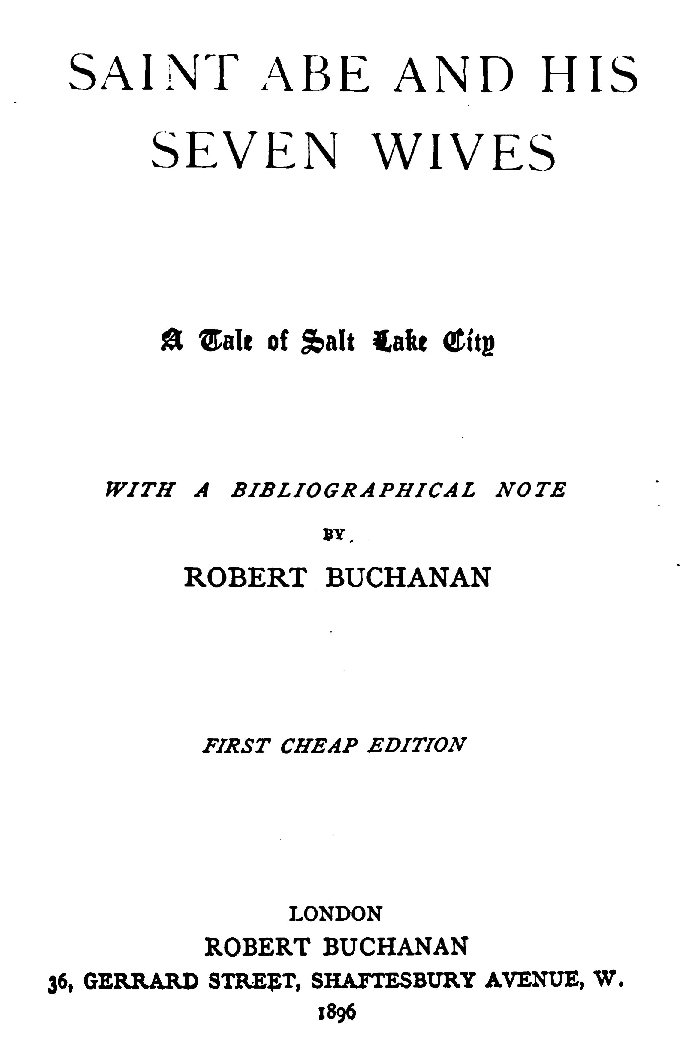 SAINT ABE AND HIS
SEVEN WIVES
A Tale of Salt Lake City
WITH A BIBLIOGRAPHICAL NOTE
BY
ROBERT BUCHANAN
FIRST CHEAP EDITION
LONDON
ROBERT BUCHANAN
36, GERRARD STREET, SHAFTESBURY AVENUE, W.
1896